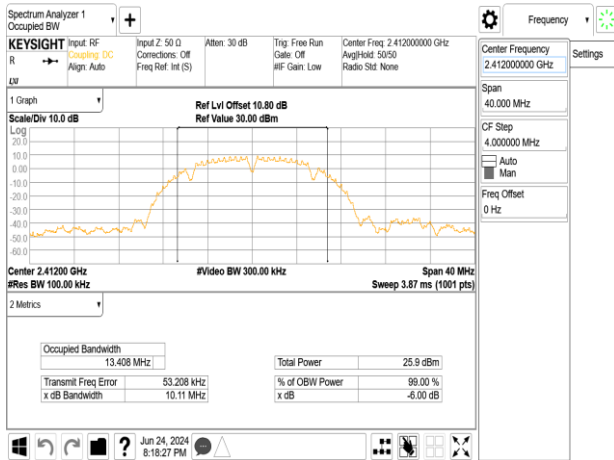 Spectrum Analyzer 1
Occupied BW
+
KEYSIGHT
R
LXI
Input: RF
Coupling: DC
Align: Auto
Input Z: 50 Ω
Corrections: Off
Freq Ref: Int (S)
Atten: 30 dB
Trig: Free Run
Gate: Off
#IF Gain: Low
Center Freq: 2.412000000 GHz
Avg|Hold: 50/50
Radio Std: None
1 Graph
Scale/Div 10.0 dB
Ref Lvl Offset 10.80 dB
Ref Value 30.00 dBm
Log
20.0
10.0
0.00
-10.0
-20.0
-30.0
-40.0
-50.0
-60.0
Center 2.41200 GHz
#Res BW 100.00 kHz
#Video BW 300.00 kHz
Span 40 MHz
Sweep 3.87 ms (1001 pts)
2 Metrics
Occupied Bandwidth
13.408 MHz
Transmit Freq Error 53.208 kHz
x dB Bandwidth 10.11 MHz
Total Power 25.9 dBm
% of OBW Power 99.00 %
x dB -6.00 dB
?
Jun 24, 2024
8:18:27 PM
Frequency
Settings
Center Frequency
2.412000000 GHz
Span
40.000 MHz
CF Step
4.000000 MHz
Auto
Man
Freq Offset
0 Hz